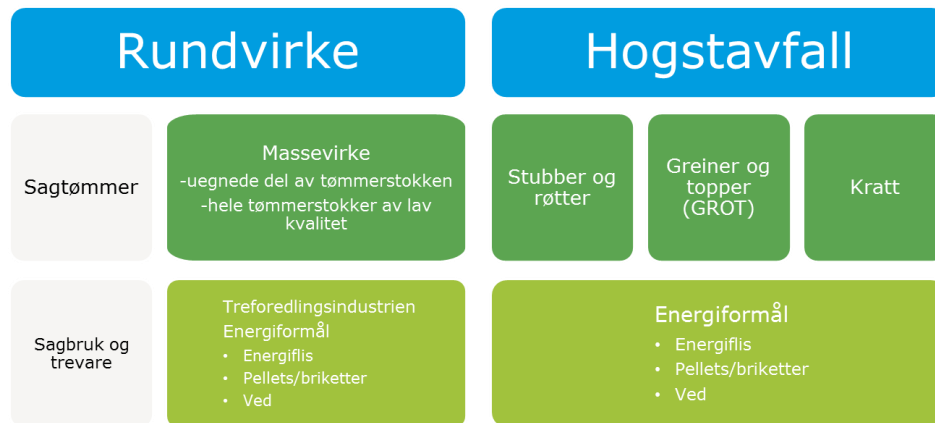 Rundvirke
Hogstavfall
Sagtømmer
Massevirke
-uegnede del av tømmerstokken
-hele tømmerstokker av lav
kvalitet
Stubber og
røtter
Greiner og
topper
(GROT)
Kratt
Sagbruk og
trevare
Treforedlingsindustrien
Energiformål
• Energiflis
• Pellets/briketter
• Ved
Energiformål
• Energiflis
• Pellets/briketter
• Ved